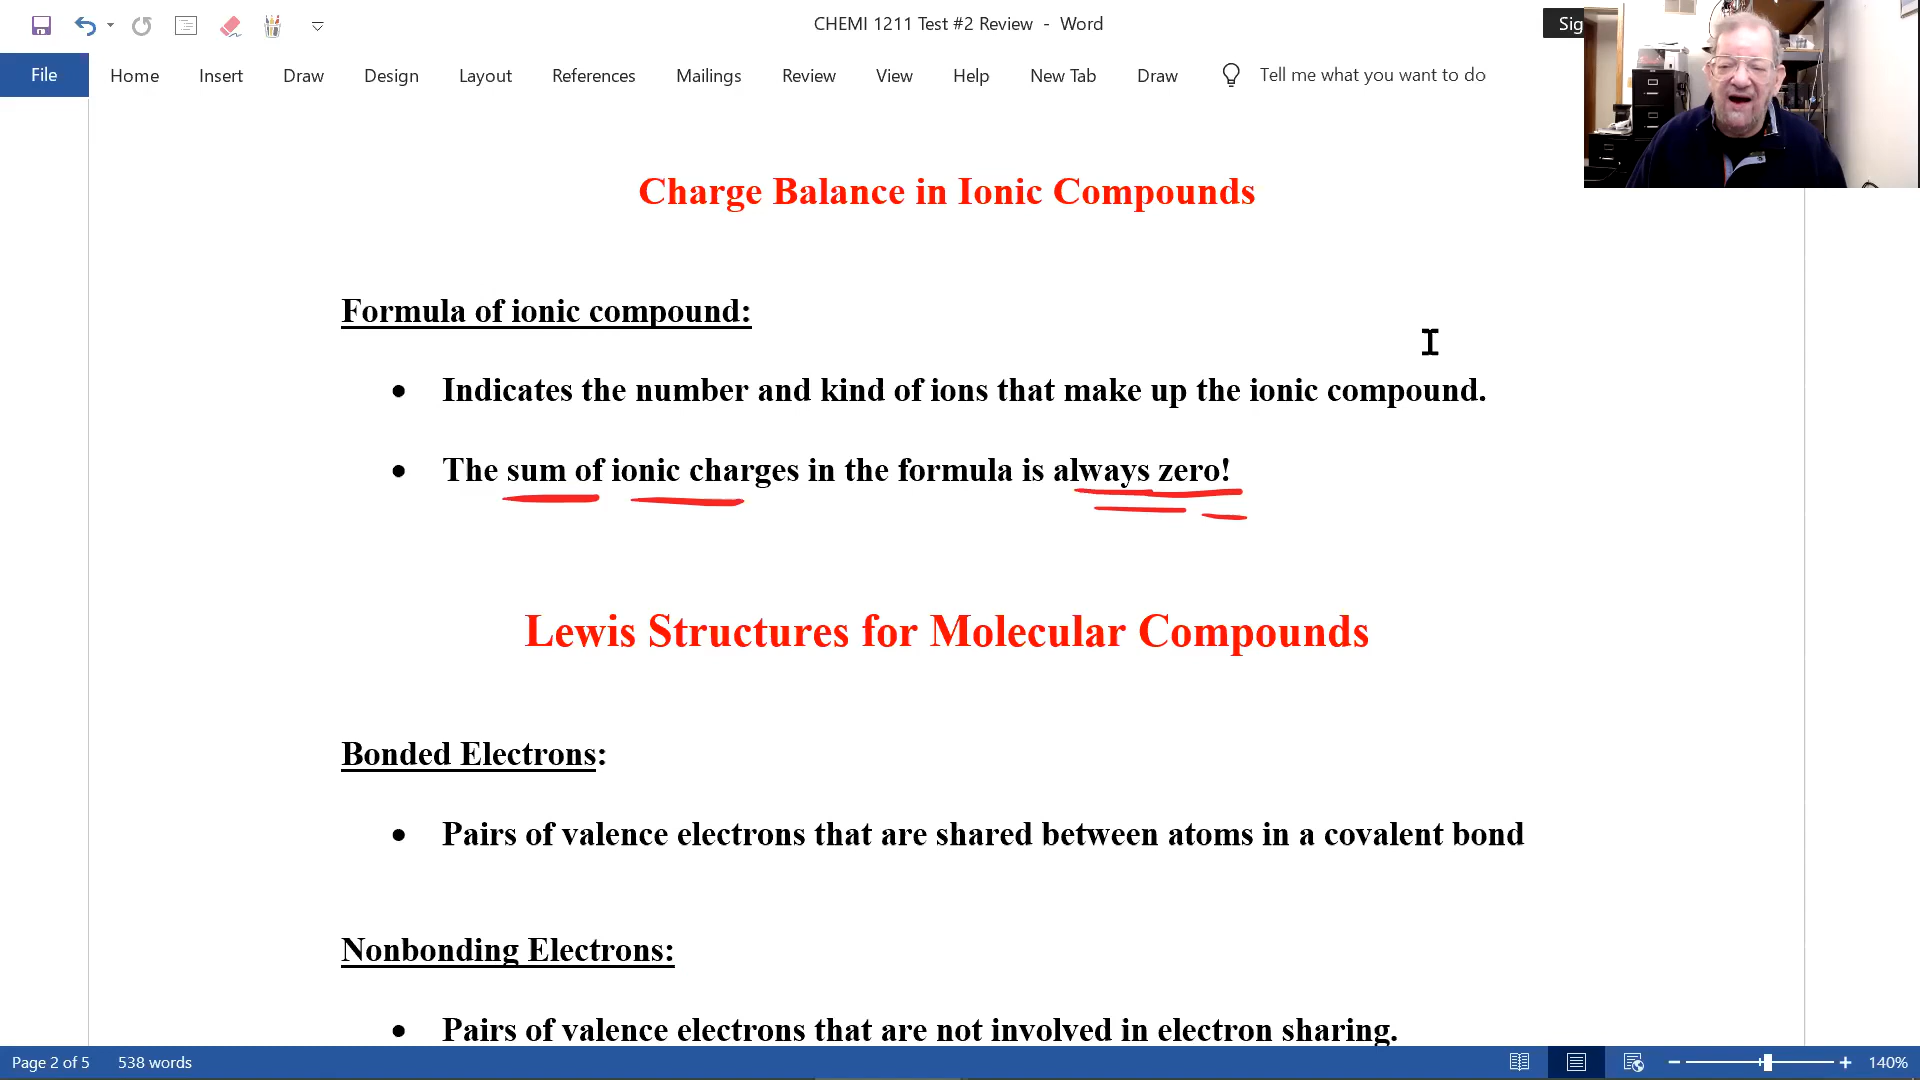 CHEMI 1211 Test #2 Review - Word
Sig
File Home Insert Draw Design Layout References Mailings Review View Help New Tab Draw Tell me what you want to do
Charge Balance in Ionic Compounds
Formula of ionic compound:
• Indicates the number and kind of ions that make up the ionic compound.
• The sum of ionic charges in the formula is always zero!
Lewis Structures for Molecular Compounds
Bonded Electrons:
• Pairs of valence electrons that are shared between atoms in a covalent bond
Nonbonding Electrons:
• Pairs of valence electrons that are not involved in electron sharing.
Page 2 of 5 538 words 140%